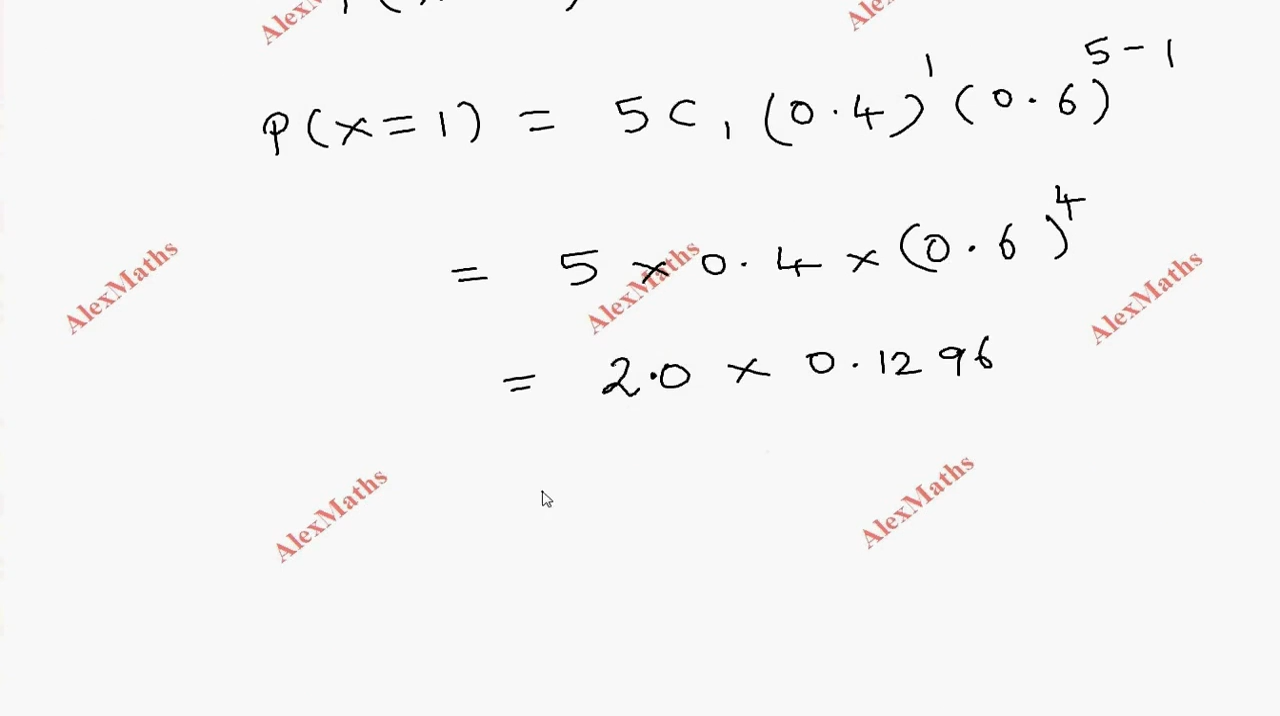 P(x=1) = 5C₁ (0.4)¹ (0.6)⁵⁻¹
= 5 × 0.4 × (0.6)⁴
= 2.0 × 0.1296
AlexMaths
AlexMaths
AlexMaths
AlexMaths
AlexMaths